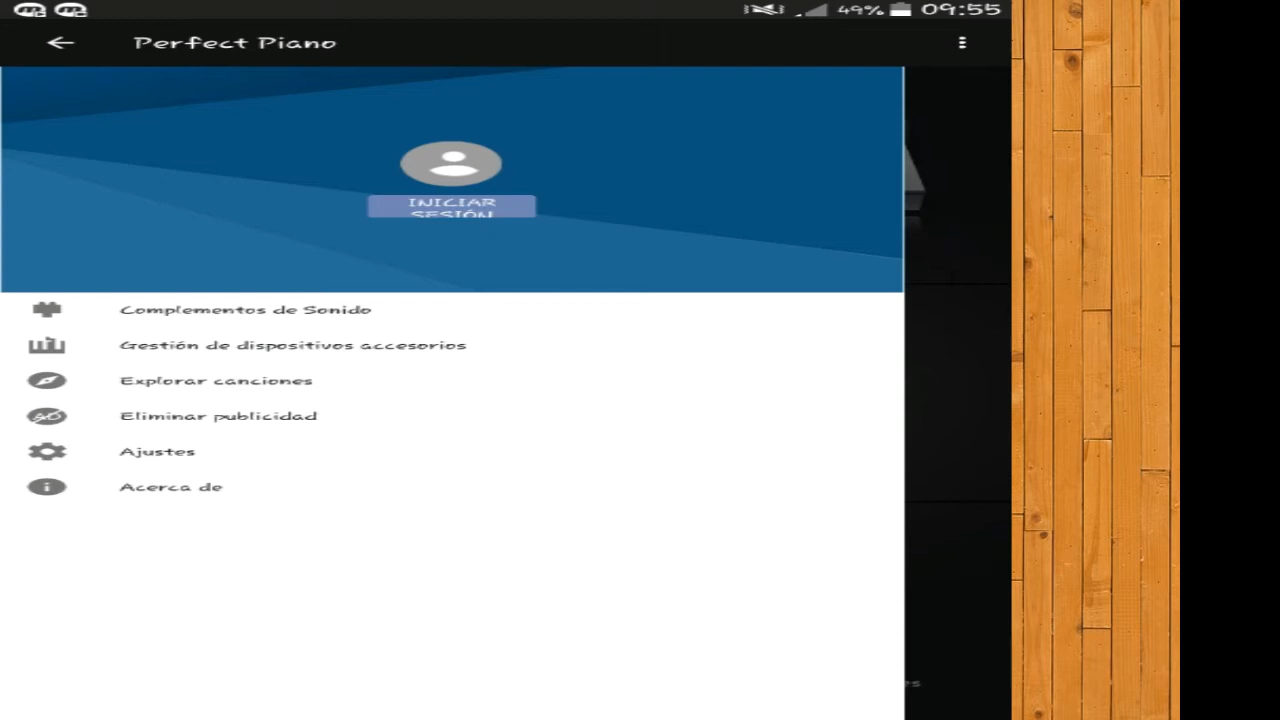 49% 09:55
Perfect Piano
INICIAR
SESIÓN
Complementos de Sonido
Gestión de dispositivos accesorios
Explorar canciones
Eliminar publicidad
Ajustes
Acerca de
es